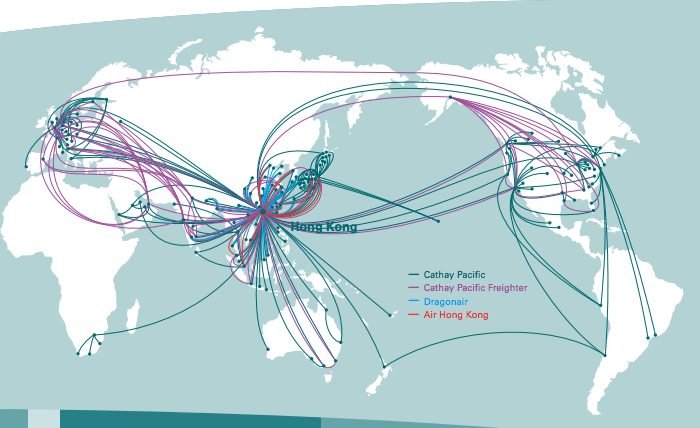 Hong Kong
Cathay Pacific
Cathay Pacific Freighter
Dragonair
Air Hong Kong